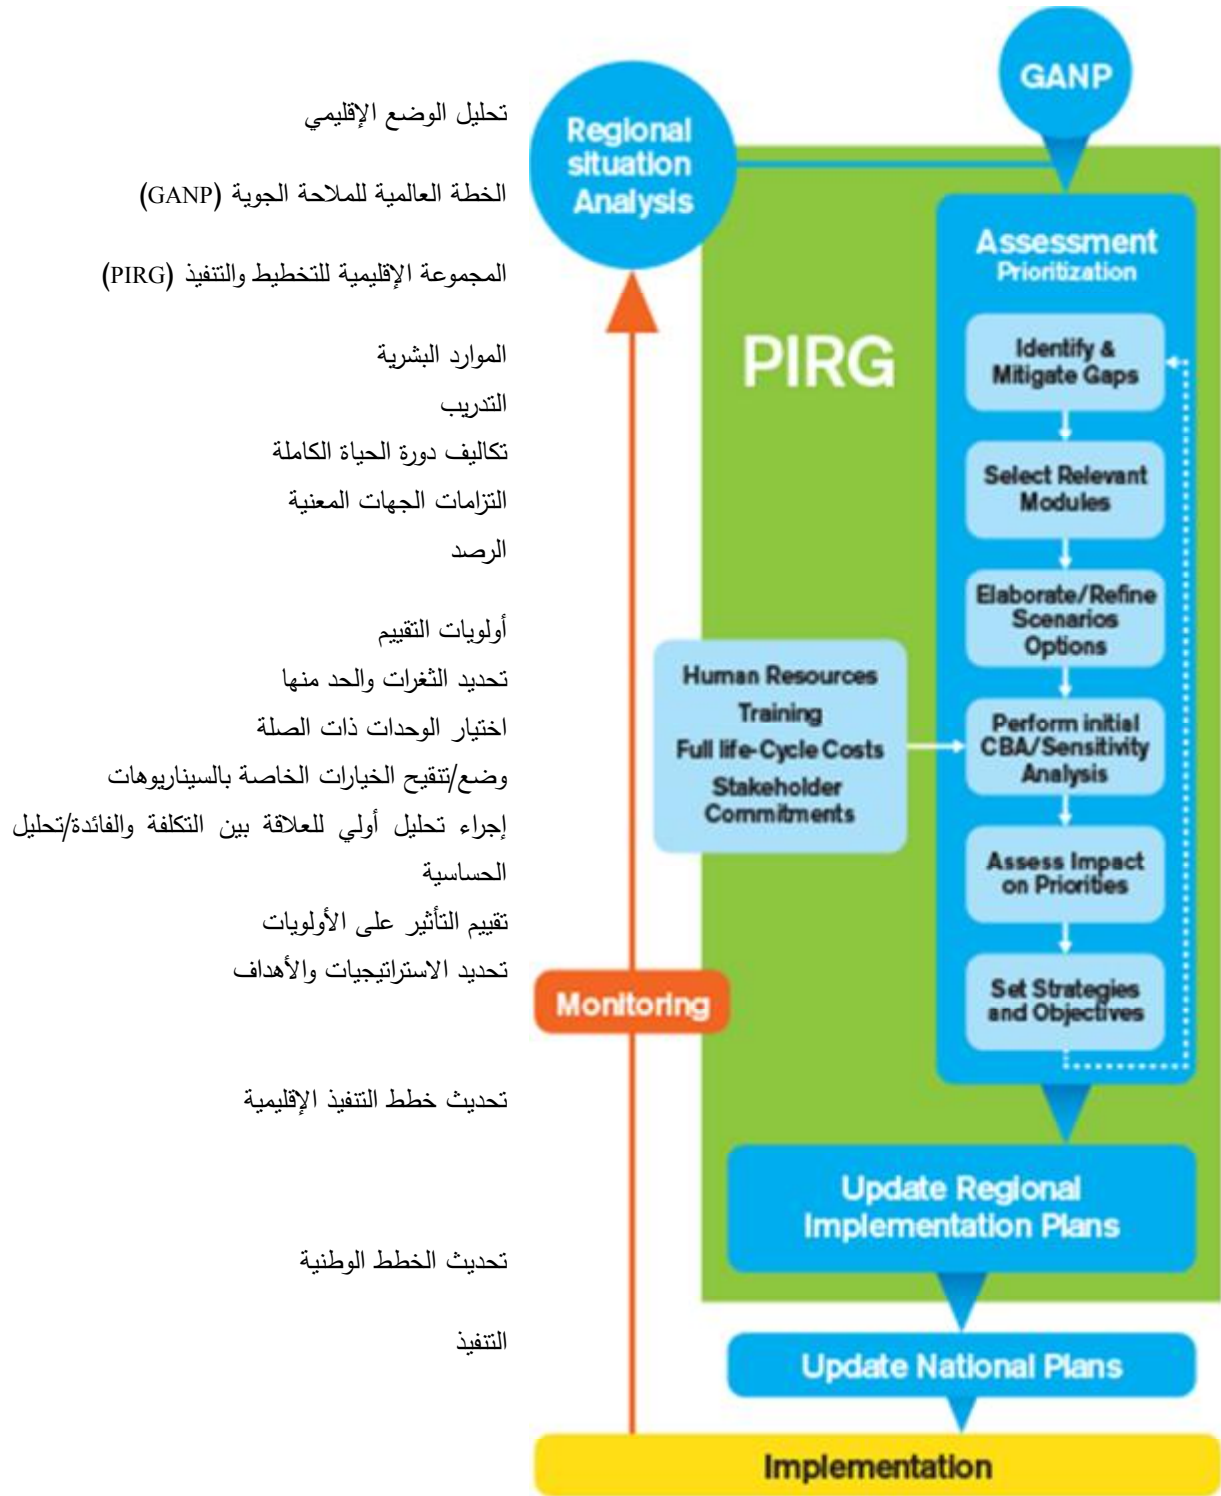 تحليل الوضع الإقليمي
الخطة العالمية للملاحة الجوية (GANP)
المجموعة الإقليمية للتخطيط والتنفيذ (PIRG)
الموارد البشرية
التدريب
تكاليف دورة الحياة الكاملة
التزامات الجهات المعنية
الرصد
أولويات التقييم
تحديد الثغرات والحد منها
اختيار الوحدات ذات الصلة
وضع/تنقيح الخيارات الخاصة بالسيناريوهات
إجراء تحليل أولي للعلاقة بين التكلفة والفائدة/تحليل
الحساسية
تقييم التأثير على الأولويات
تحديد الاستراتيجيات والأهداف
تحديث خطط التنفيذ الإقليمية
تحديث الخطط الوطنية
التنفيذ
GANP
Regional
situation
Analysis
PIRG
Assessment
Prioritization
Identify &
Mitigate Gaps
Select Relevant
Modules
Elaborate/Refine
Scenarios
Options
Human Resources
Training
Full life-Cycle Costs
Stakeholder
Commitments
Perform initial
CBA/Sensitivity
Analysis
Assess Impact
on Priorities
Set Strategies
and Objectives
Monitoring
Update Regional
Implementation Plans
Update National Plans
Implementation